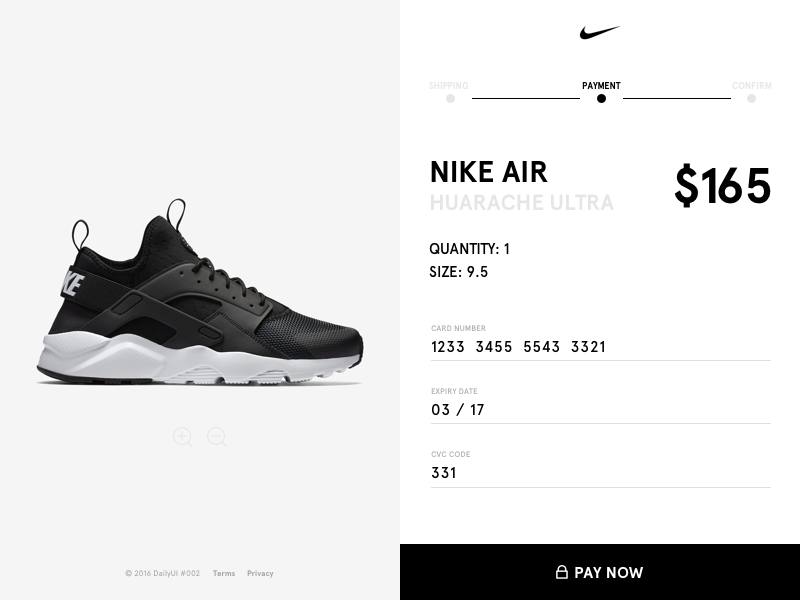 SHIPPING PAYMENT CONFIRM
NIKE AIR
HUARACHE ULTRA
$165
QUANTITY: 1
SIZE: 9.5
CARD NUMBER
1233 3455 5543 3321
EXPIRY DATE
03 / 17
CVC CODE
331
PAY NOW
KE
© 2016 DailyUI #002 Terms Privacy